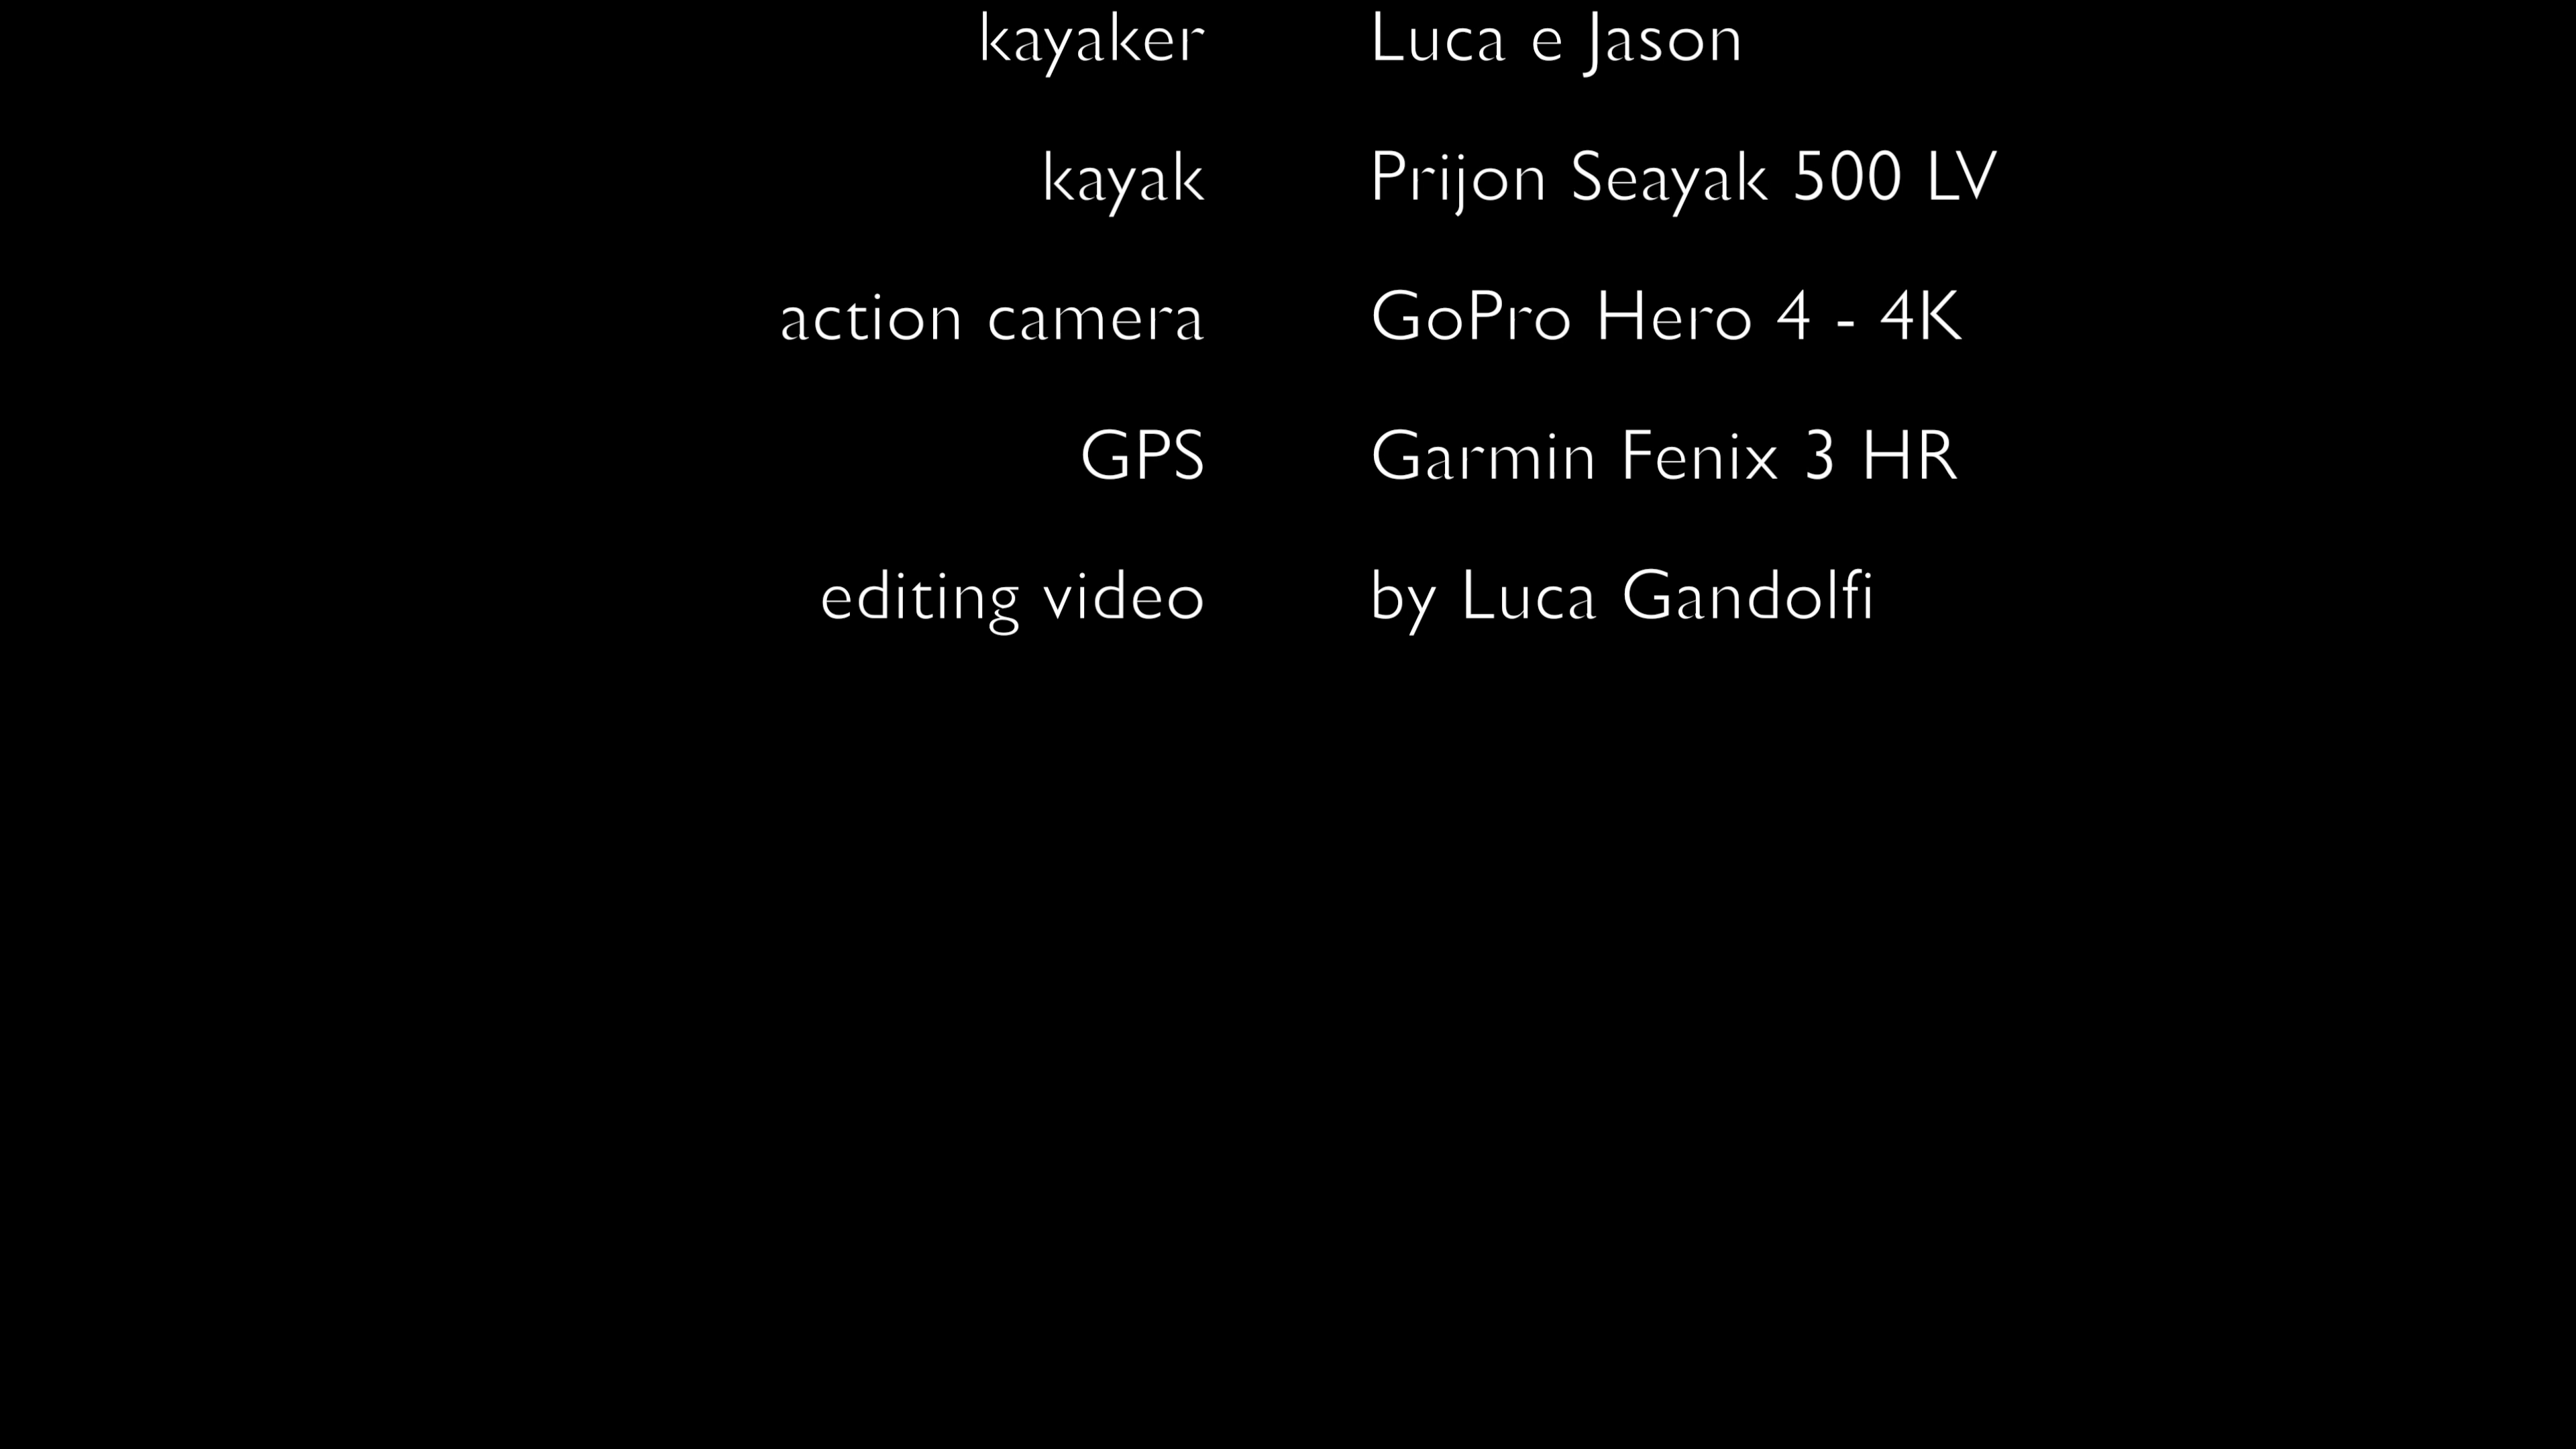 kayaker Luca e Jason
kayak Prijon Seayak 500 LV
action camera GoPro Hero 4 - 4K
GPS Garmin Fenix 3 HR
editing video by Luca Gandolfi